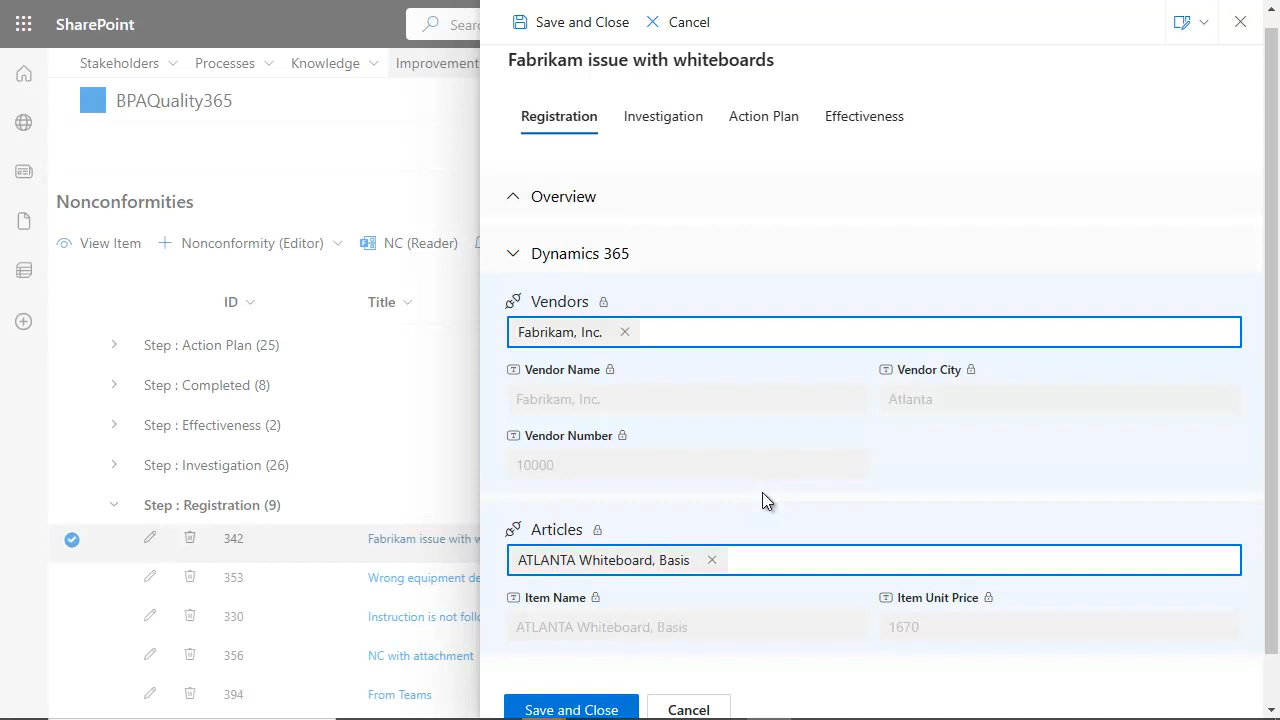 SharePoint
Sear
Save and Close
Cancel
Stakeholders
Processes
Knowledge
Improvement
Fabrikam issue with whiteboards
BPAQuality365
Registration
Investigation
Action Plan
Effectiveness
Nonconformities
Overview
View Item
Nonconformity (Editor)
NC (Reader)
Dynamics 365
ID
Title
Vendors
Fabrikam, Inc.
Step : Action Plan (25)
Vendor Name
Vendor City
Step : Completed (8)
Fabrikam, Inc.
Atlanta
Step : Effectiveness (2)
Vendor Number
Step : Investigation (26)
10000
Step : Registration (9)
Articles
342
Fabrikam issue with w
ATLANTA Whiteboard, Basis
353
Wrong equipment de
Item Name
Item Unit Price
330
Instruction is not follo
ATLANTA Whiteboard, Basis
1670
356
NC with attachment
394
From Teams
Save and Close
Cancel